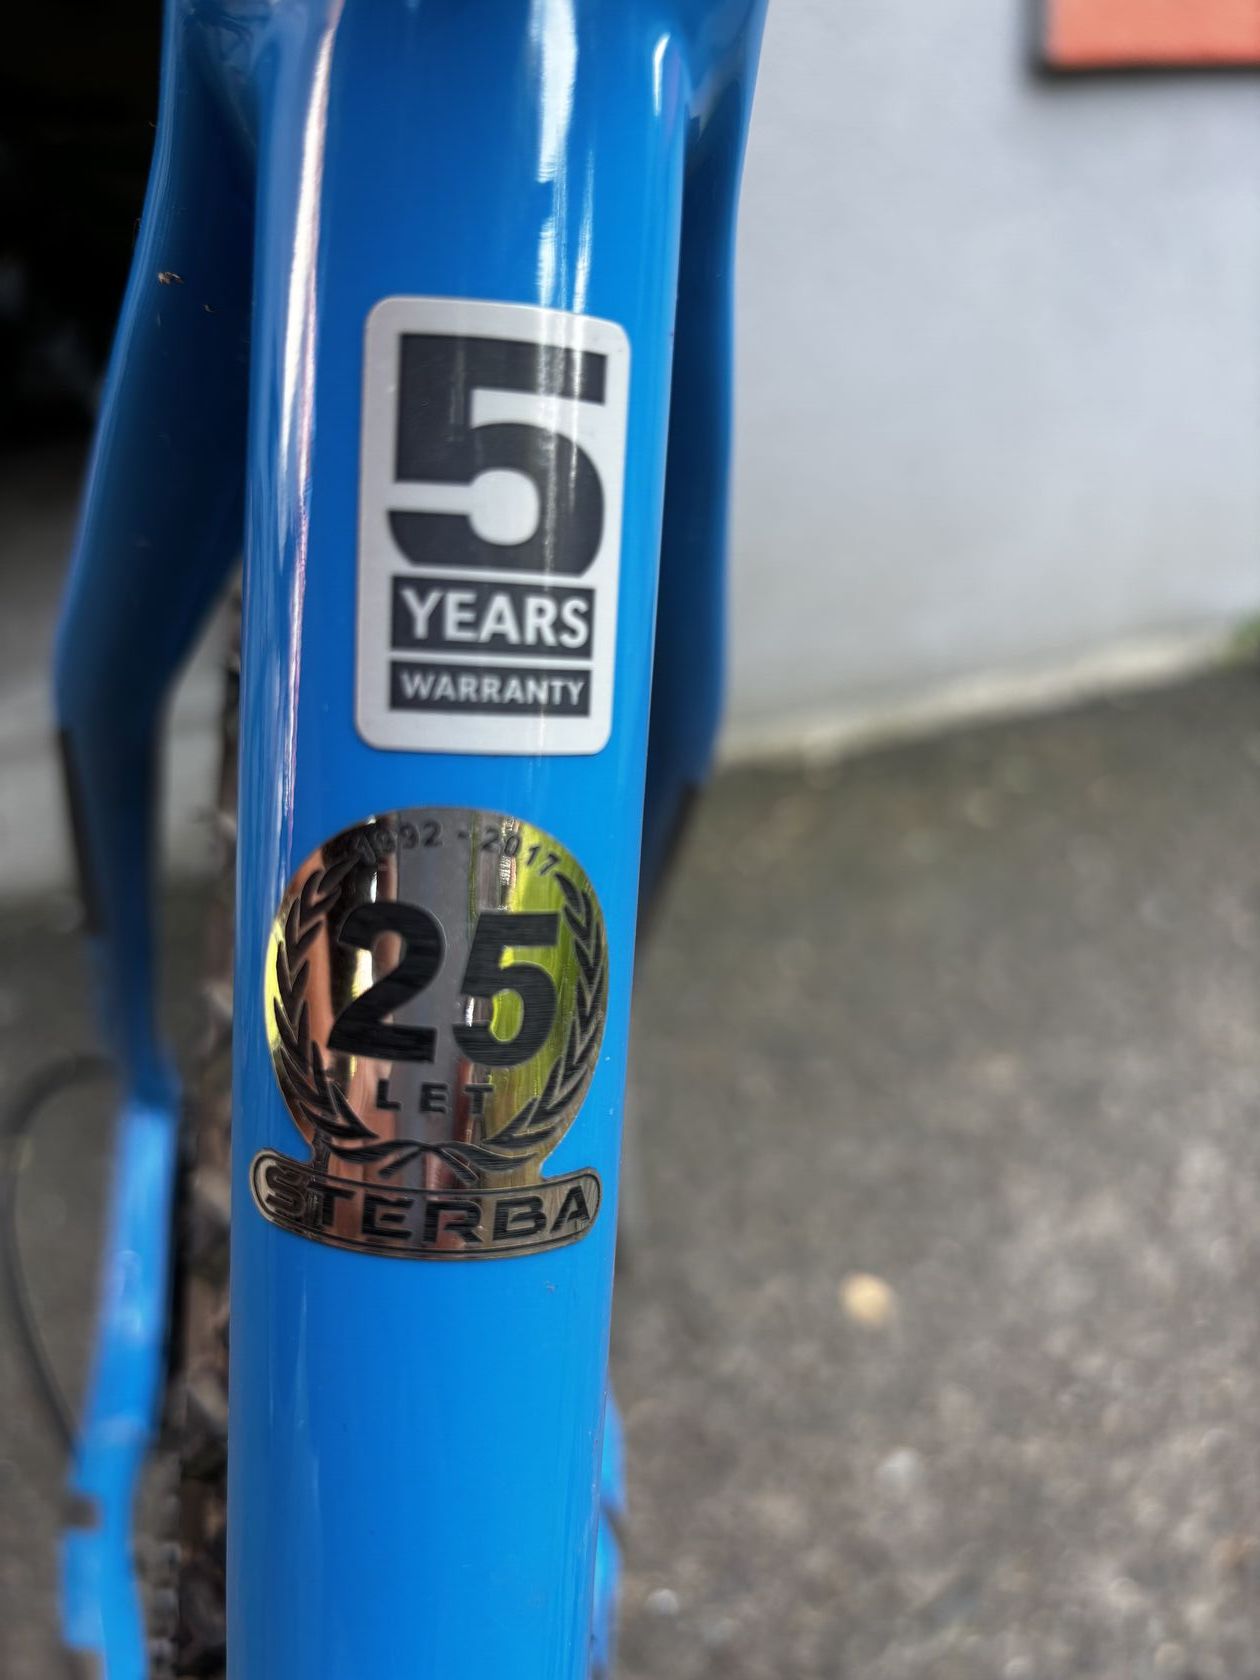 5
YEARS
WARRANTY
1992 - 2017
25
LET
STERBA